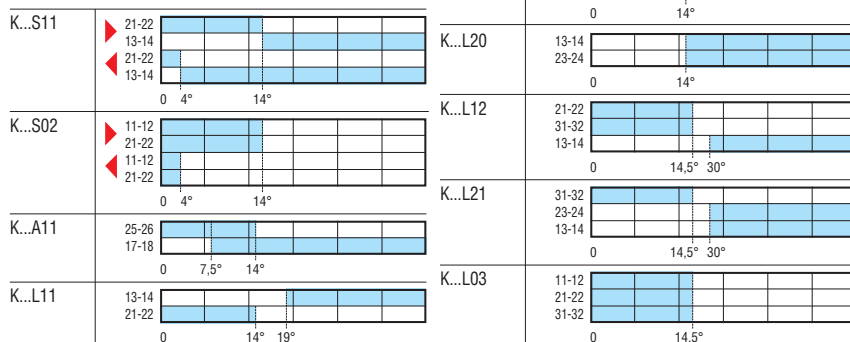 K...S11
21-22
13-14
21-22
13-14
0 4° 14°
K...S02
11-12
21-22
11-12
21-22
0 4° 14°
K...A11
25-26
17-18
0 7,5° 14°
K...L11
13-14
21-22
0 14° 19°
0 14°
K...L20
13-14
23-24
0 14°
K...L12
21-22
31-32
13-14
0 14,5° 30°
K...L21
31-32
23-24
13-14
0 14,5° 30°
K...L03
11-12
21-22
31-32
0 14,5°